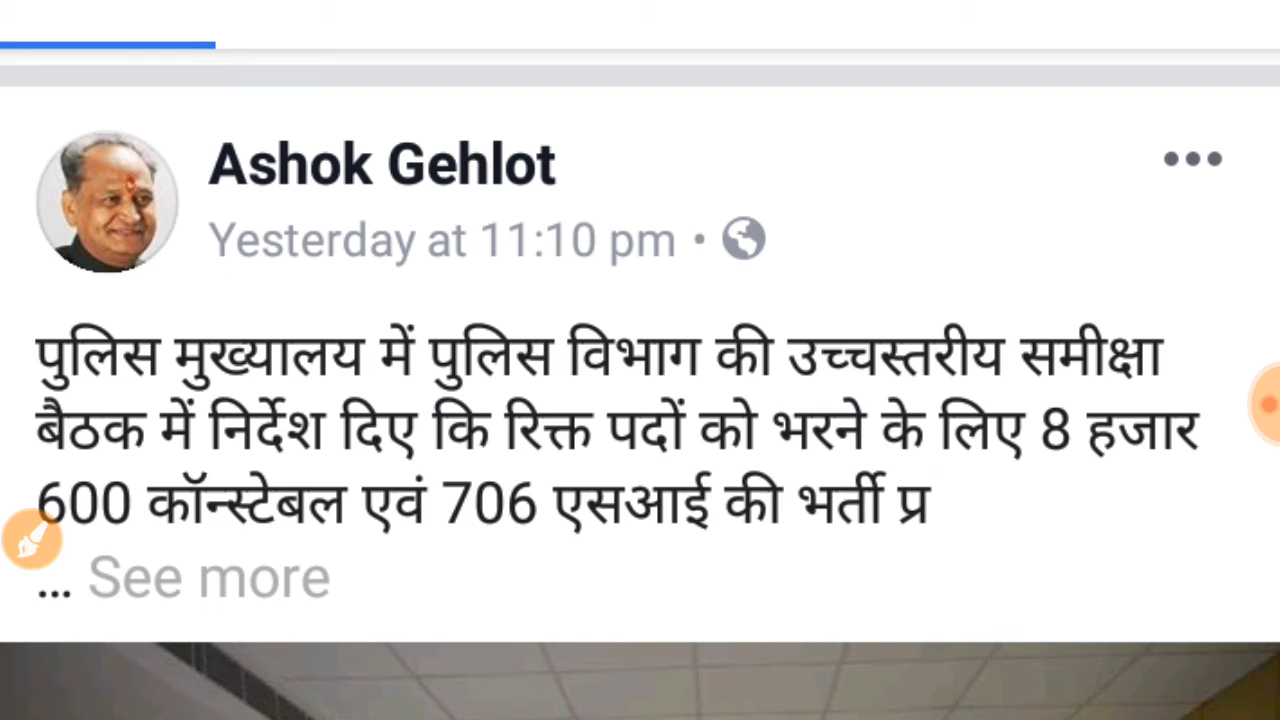 Ashok Gehlot
Yesterday at 11:10 pm •
पुलिस मुख्यालय में पुलिस विभाग की उच्चस्तरीय समीक्षा
बैठक में निर्देश दिए कि रिक्त पदों को भरने के लिए 8 हजार
600 कॉन्स्टेबल एवं 706 एसआई की भर्ती प्र
... See more